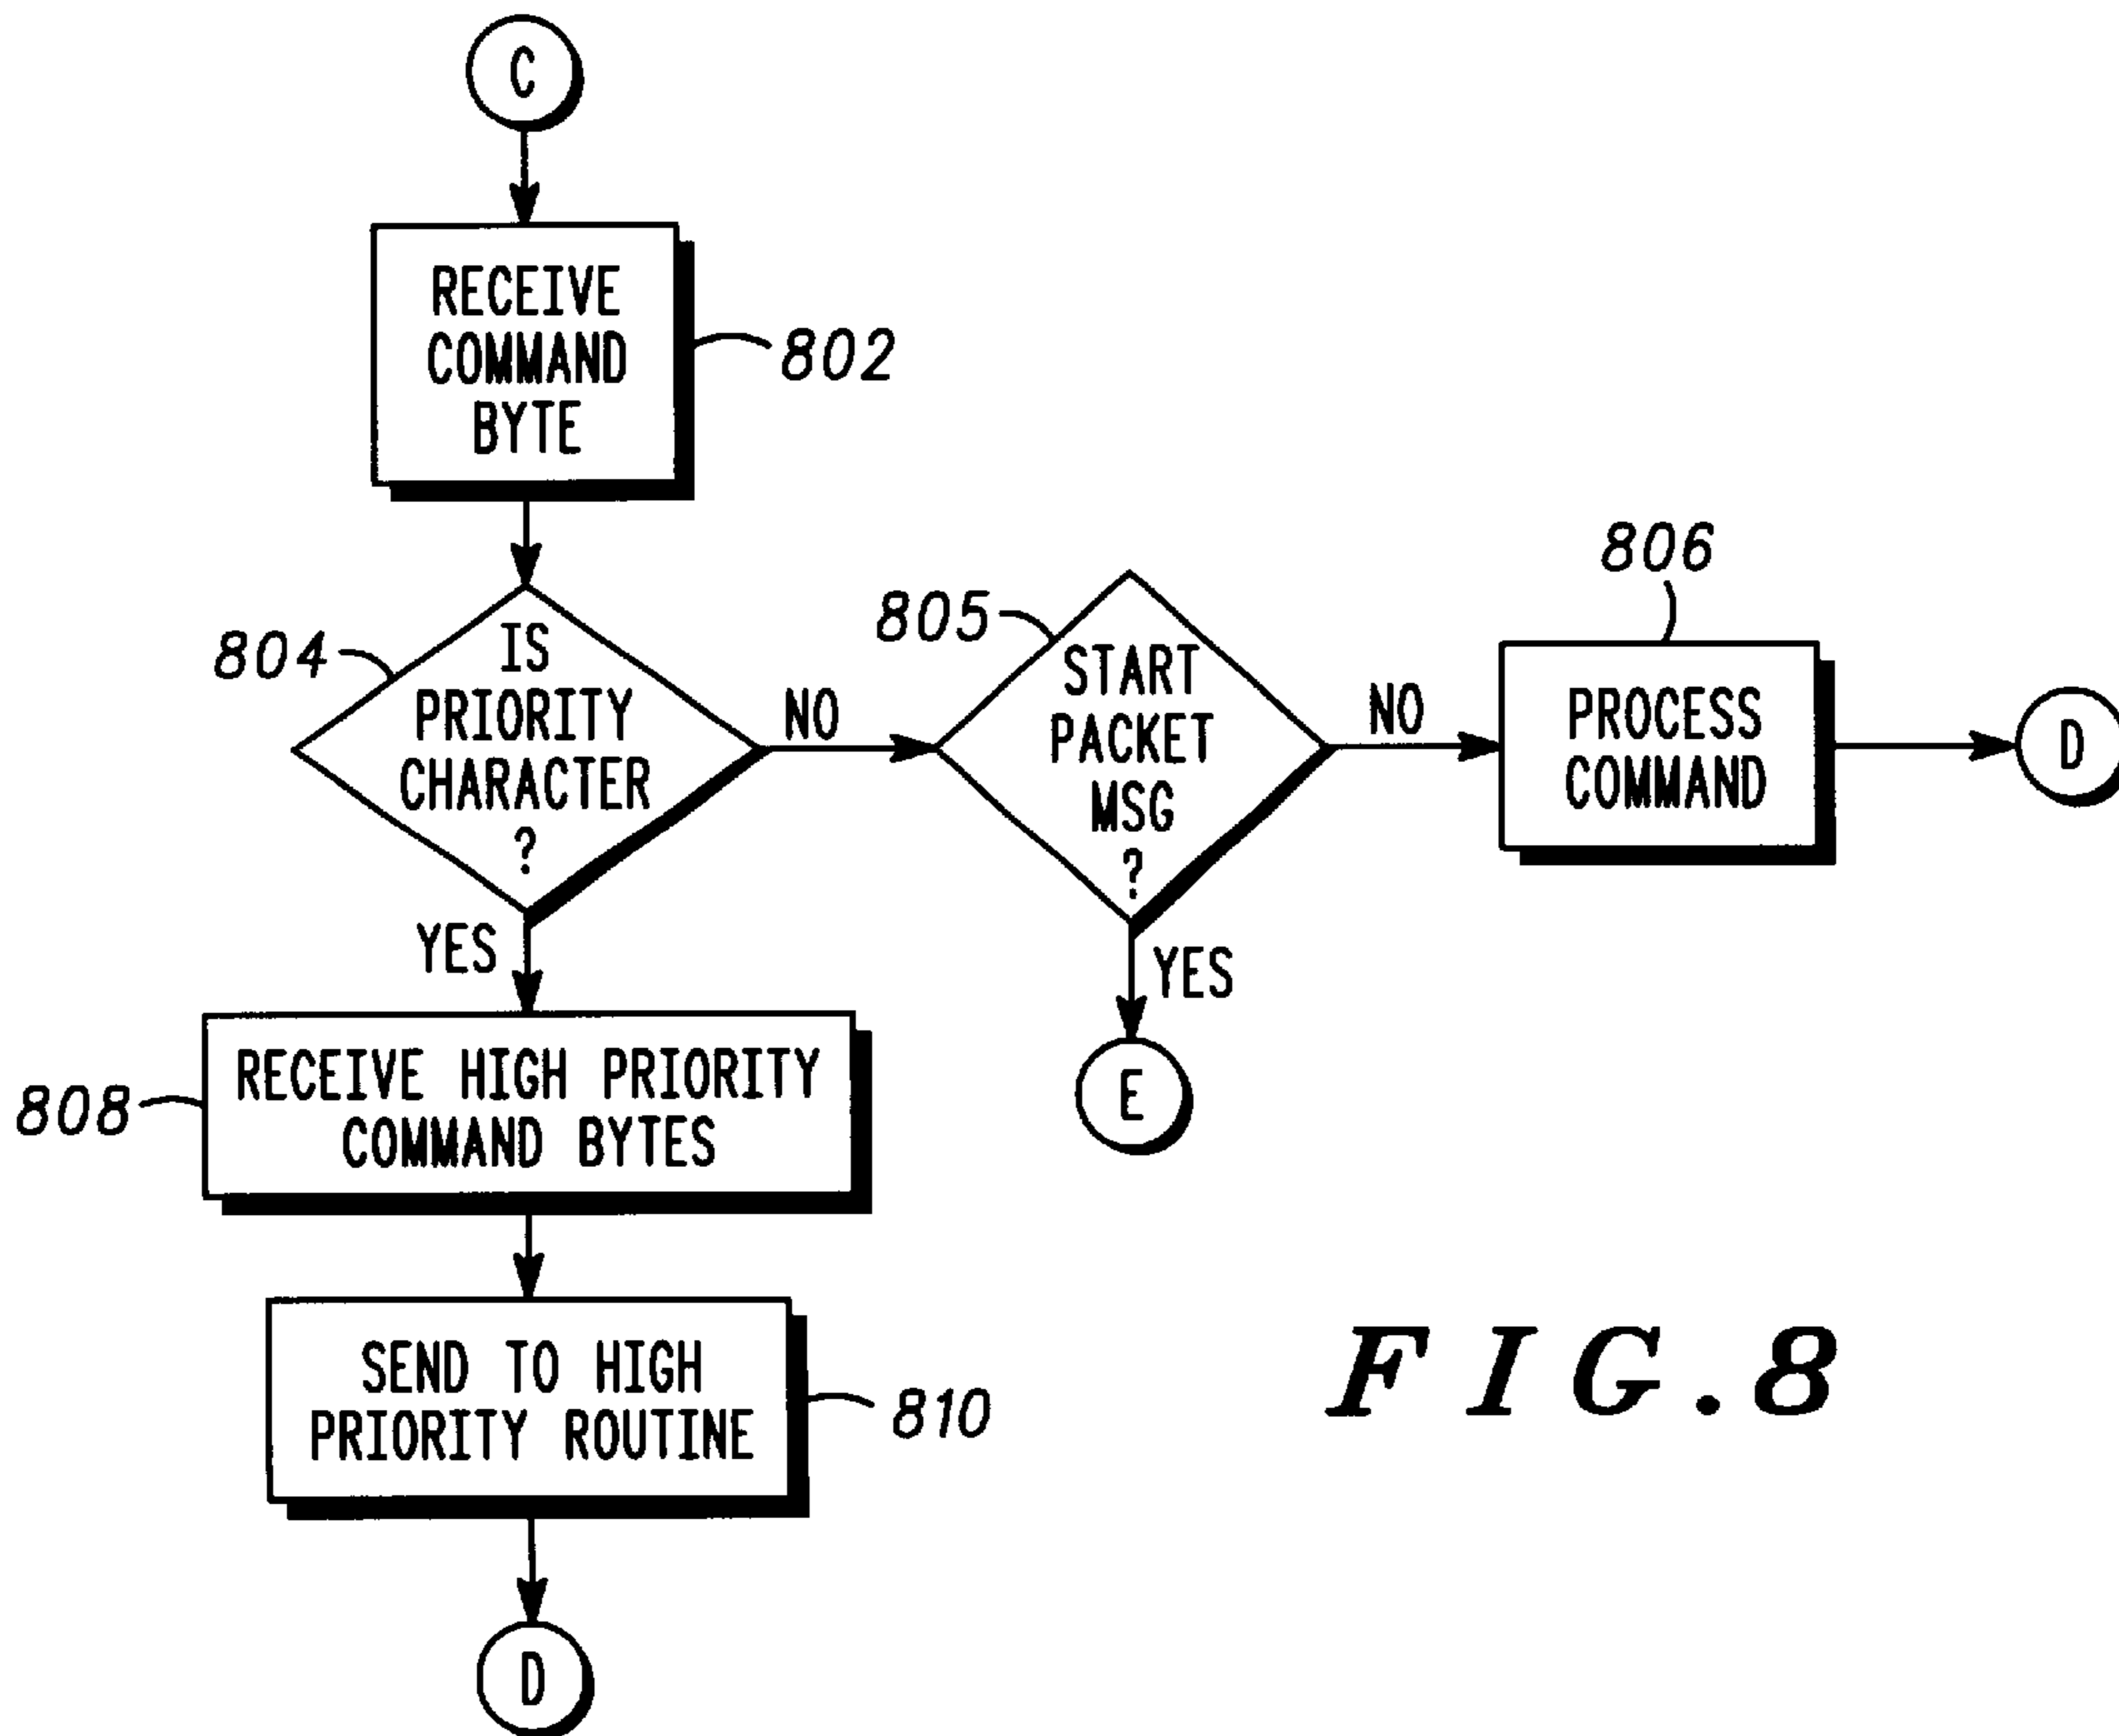 C
RECEIVE
COMMAND
BYTE
802
804
IS
PRIORITY
CHARACTER
?
NO
805
START
PACKET
MSG
?
NO
806
PROCESS
COMMAND
D
YES
YES
E
808
RECEIVE HIGH PRIORITY
COMMAND BYTES
SEND TO HIGH
PRIORITY ROUTINE
810
D
FIG.8